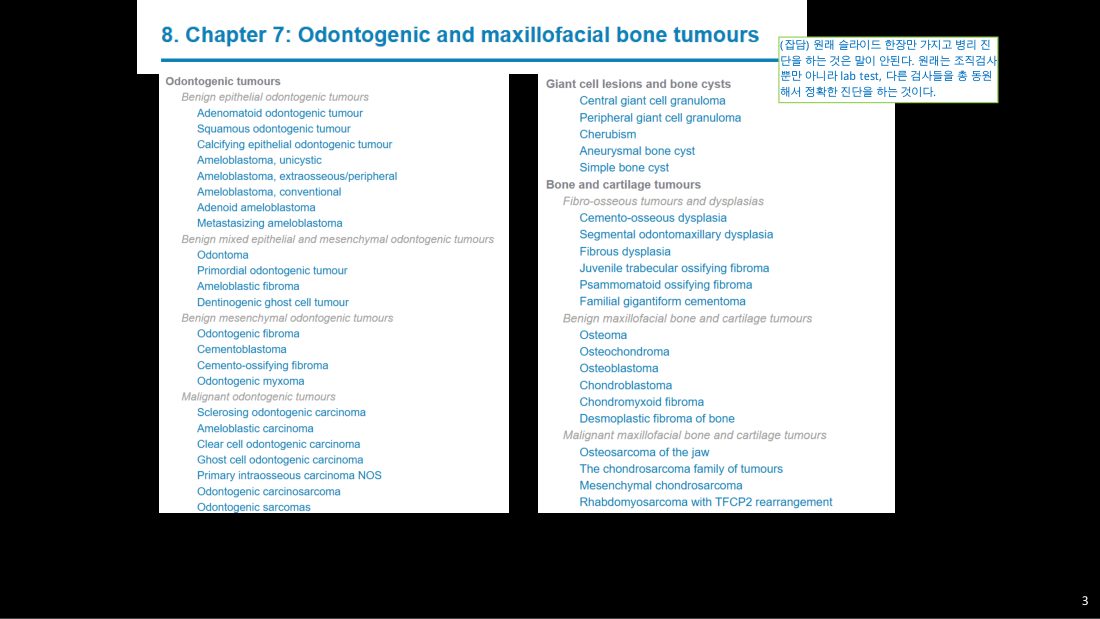 8. Chapter 7: Odontogenic and maxillofacial bone tumours
(잡담) 원래 슬라이드 한장만 가지고 병리 진
단을 하는 것은 말이 안된다. 원래는 조직검사
뿐만 아니라 lab test, 다른 검사들을 총 동원
해서 정확한 진단을 하는 것이다.
Odontogenic tumours
Benign epithelial odontogenic tumours
Adenomatoid odontogenic tumour
Squamous odontogenic tumour
Calcifying epithelial odontogenic tumour
Ameloblastoma, unicystic
Ameloblastoma, extraosseous/peripheral
Ameloblastoma, conventional
Adenoid ameloblastoma
Metastasizing ameloblastoma
Benign mixed epithelial and mesenchymal odontogenic tumours
Odontoma
Primordial odontogenic tumour
Ameloblastic fibroma
Dentinogenic ghost cell tumour
Benign mesenchymal odontogenic tumours
Odontogenic fibroma
Cementoblastoma
Cemento-ossifying fibroma
Odontogenic myxoma
Malignant odontogenic tumours
Sclerosing odontogenic carcinoma
Ameloblastic carcinoma
Clear cell odontogenic carcinoma
Ghost cell odontogenic carcinoma
Primary intraosseous carcinoma NOS
Odontogenic carcinosarcoma
Odontogenic sarcomas
Giant cell lesions and bone cysts
Central giant cell granuloma
Peripheral giant cell granuloma
Cherubism
Aneurysmal bone cyst
Simple bone cyst
Bone and cartilage tumours
Fibro-osseous tumours and dysplasias
Cemento-osseous dysplasia
Segmental odontomaxillary dysplasia
Fibrous dysplasia
Juvenile trabecular ossifying fibroma
Psammomatoid ossifying fibroma
Familial gigantiform cementoma
Benign maxillofacial bone and cartilage tumours
Osteoma
Osteochondroma
Osteoblastoma
Chondroblastoma
Chondromyxoid fibroma
Desmoplastic fibroma of bone
Malignant maxillofacial bone and cartilage tumours
Osteosarcoma of the jaw
The chondrosarcoma family of tumours
Mesenchymal chondrosarcoma
Rhabdomyosarcoma with TFCP2 rearrangement
3